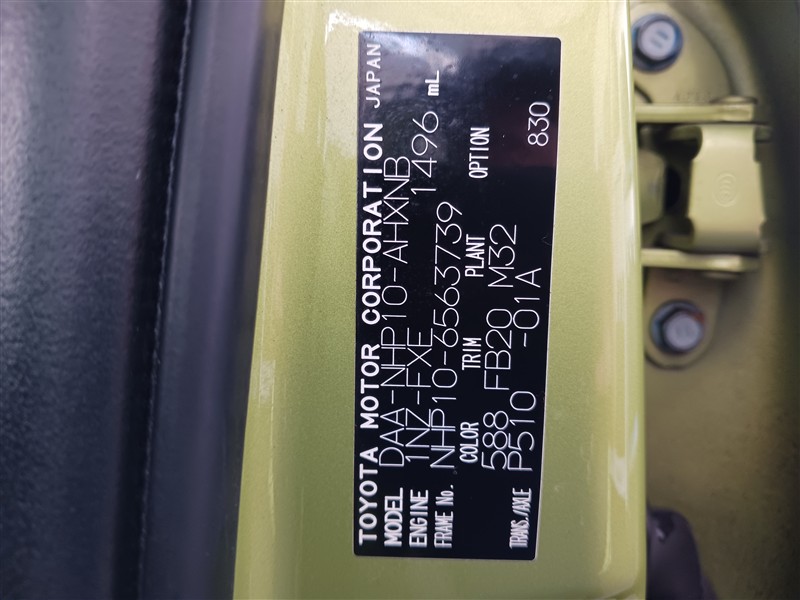 TOYOTA MOTOR CORPORATION JAPAN
MODEL DAA-NHP10-AHXNB
ENGINE 1NZ-FXE 1496 mL
FRAME No. NHP10-6563739
COLOR TRIM PLANT OPTION
588 FB20 M32
TRANS./AXLE P510 -01A 830